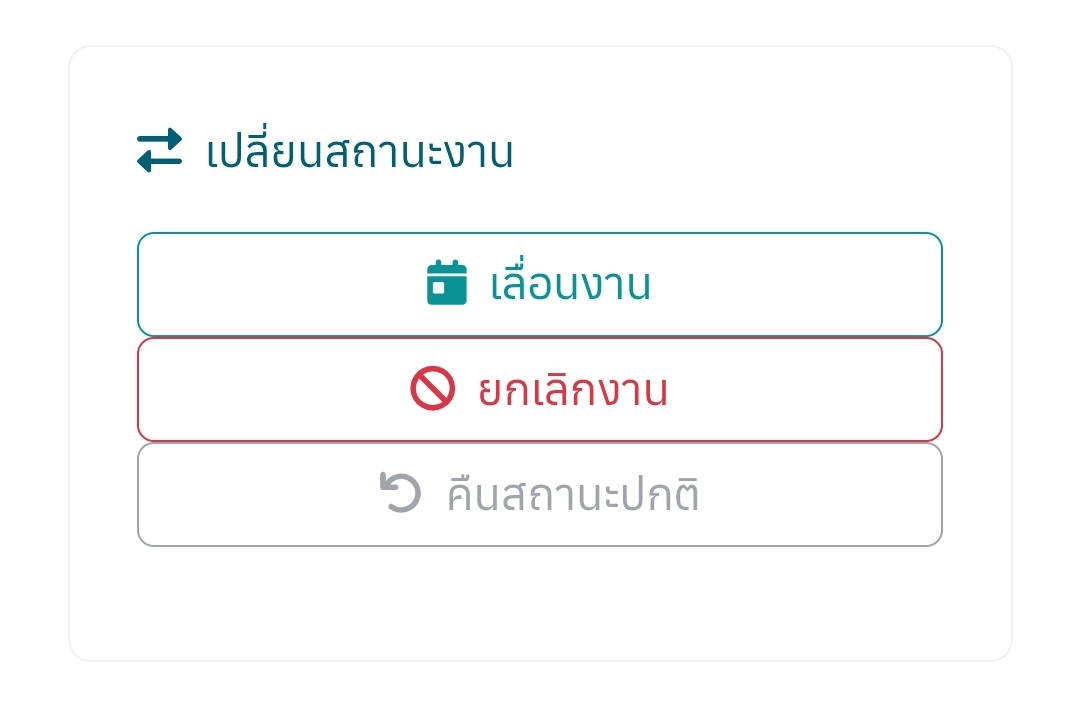 เปลี่ยนสถานะงาน
เลื่อนงาน
ยกเลิกงาน
คืนสถานะปกติ